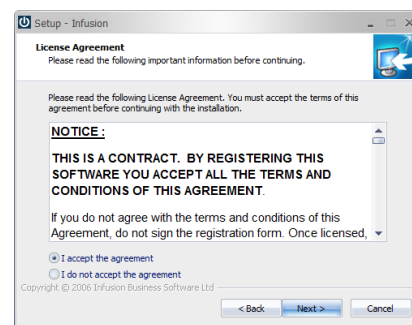 Setup - Infusion
License Agreement
Please read the following important information before continuing.
Please read the following License Agreement. You must accept the terms of this
agreement before continuing with the installation.
NOTICE :
THIS IS A CONTRACT. BY REGISTERING THIS
SOFTWARE YOU ACCEPT ALL THE TERMS AND
CONDITIONS OF THIS AGREEMENT.
If you do not agree with the terms and conditions of this
Agreement, do not sign the registration form. Once licensed,
I accept the agreement
I do not accept the agreement
Copyright © 2006 Infusion Business Software Ltd
< Back Next > Cancel